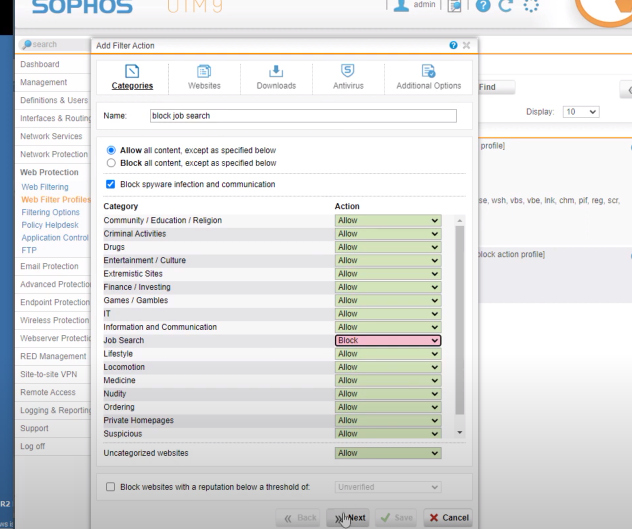 SOPHOS UTM 9 admin
search
Dashboard
Management
Definitions & Users
Interfaces & Routing
Network Services
Network Protection
Web Protection
Web Filtering
Web Filter Profiles
Filtering Options
Policy Helpdesk
Application Control
FTP
Email Protection
Advanced Protection
Endpoint Protection
Wireless Protection
Webserver Protectio
RED Management
Site-to-site VPN
Remote Access
Logging & Reporting
Support
Log off
Add Filter Action
Categories Websites Downloads Antivirus Additional Options
Name: block job search
Allow all content, except as specified below
Block all content, except as specified below
Block spyware infection and communication
Category Action
Community / Education / Religion Allow
Criminal Activities Allow
Drugs Allow
Entertainment / Culture Allow
Extremistic Sites Allow
Finance / Investing Allow
Games / Gambles Allow
IT Allow
Information and Communication Allow
Job Search Block
Lifestyle Allow
Locomotion Allow
Medicine Allow
Nudity Allow
Ordering Allow
Private Homepages Allow
Suspicious Allow
Uncategorized websites Allow
Block websites with a reputation below a threshold of: Unverified
Back Next Save Cancel
Find
Display: 10
profile]
se, wsh, vbs, vbe, lnk, chm, pif, reg, scr,
block action profile]
R2